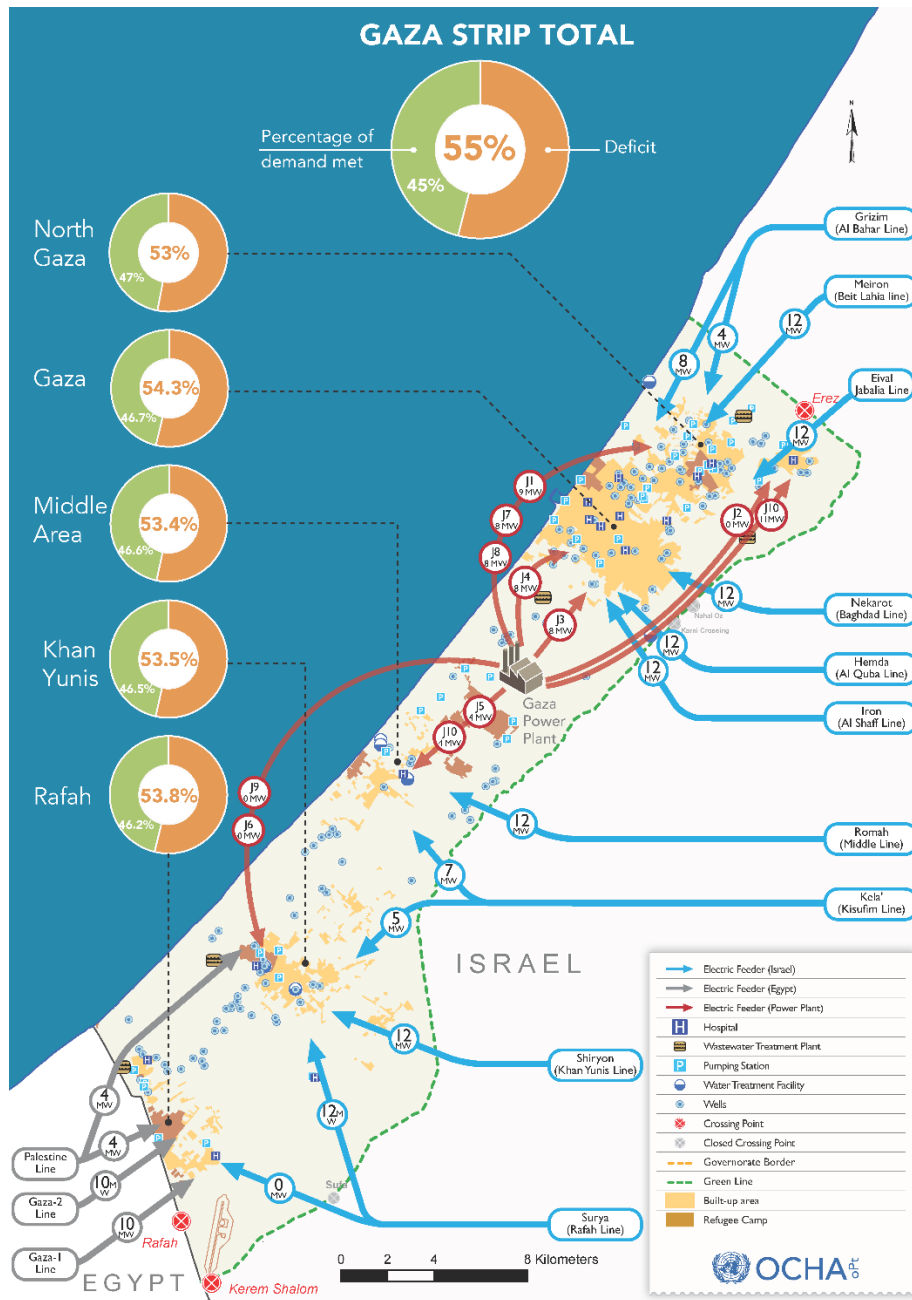 GAZA STRIP TOTAL
Percentage of
demand met
55%
45%
Deficit
N
North
Gaza
53%
47%
Gaza
54.3%
46.7%
Middle
Area
53.4%
46.6%
Khan
Yunis
53.5%
46.5%
Rafah
53.8%
46.2%
Grizim
(Al Bahar Line)
Meiron
(Beit Lahia line)
Eival
Jabalia Line
Nekarot
(Baghdad Line)
Hemda
(Al Quba Line)
Iron
(Al Shaff Line)
Romah
(Middle Line)
Kela'
(Kisufim Line)
Shiryon
(Khan Yunis Line)
Surya
(Rafah Line)
8
MW
4
MW
12
MW
12
MW
Erez
J1
9 MW
J7
8 MW
J8
8 MW
J4
8 MW
J3
8 MW
J2
0 MW
J10
11MW
12
MW
Nahal Oz
Karni Crossing
12
MW
12
MW
Gaza
Power
Plant
J5
4 MW
J10
4 MW
J9
0 MW
J6
0 MW
12
MW
7
MW
5
MW
ISRAEL
12
MW
12M
W
0
MW
Sufa
4
MW
4
MW
10M
W
10
MW
Palestine
Line
Gaza-2
Line
Gaza-1
Line
Rafah
EGYPT
Kerem Shalom
0 2 4 8 Kilometers
Electric Feeder (Israel)
Electric Feeder (Egypt)
Electric Feeder (Power Plant)
H Hospital
Wastewater Treatment Plant
P Pumping Station
Water Treatment Facility
Wells
Crossing Point
Closed Crossing Point
Governorate Border
Green Line
Built-up area
Refugee Camp
OCHA oPt